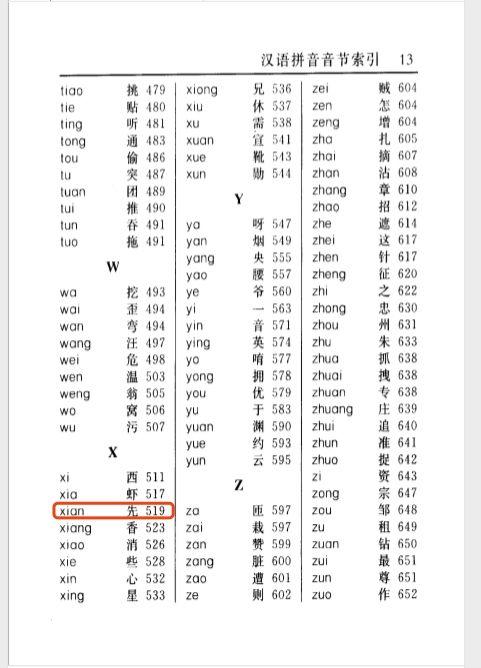 汉语拼音音节索引 13
tiao 挑 479
tie 贴 480
ting 听 481
tong 通 483
tou 偷 486
tu 突 487
tuan 团 489
tui 推 490
tun 吞 491
tuo 拖 491
W
wa 挖 493
wai 歪 494
wan 弯 494
wang 汪 497
wei 危 498
wen 温 503
weng 翁 505
wo 窝 506
wu 污 507
X
xi 西 511
xia 虾 517
xian 先 519
xiang 香 523
xiao 消 526
xie 些 528
xin 心 532
xing 星 533
xiong 兄 536
xiu 休 537
xu 需 538
xuan 宣 541
xue 靴 543
xun 勋 544
Y
ya 呀 547
yan 烟 549
yang 央 555
yao 腰 557
ye 爷 560
yi 一 563
yin 音 571
ying 英 574
yo 唷 577
yong 拥 578
you 优 579
yu 于 583
yuan 渊 590
yue 约 593
yun 云 595
Z
za 匝 597
zai 栽 597
zan 赞 599
zang 脏 600
zao 遭 601
ze 则 602
zei 贼 604
zen 怎 604
zeng 增 604
zha 扎 605
zhai 摘 607
zhan 沾 608
zhang 章 610
zhao 招 612
zhe 遮 614
zhei 这 617
zhen 针 617
zheng 征 620
zhi 之 622
zhong 忠 630
zhou 州 631
zhu 朱 633
zhua 抓 638
zhuai 拽 638
zhuan 专 638
zhuang 庄 639
zhui 追 640
zhun 准 641
zhuo 捉 642
zi 资 643
zong 宗 647
zou 邹 648
zu 租 649
zuan 钻 650
zui 最 651
zun 尊 651
zuo 作 652